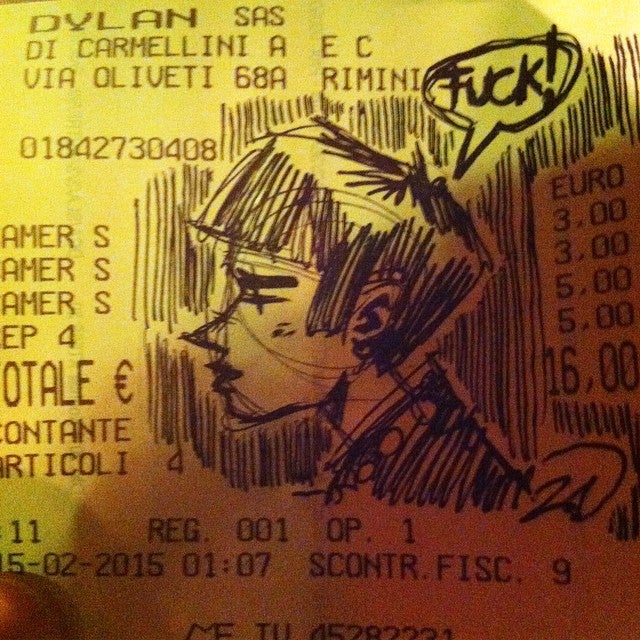 DYLAN SAS
DI CARMELLINI A E C
VIA OLIVETI 68A RIMINI
FUCK!
01842730408
EURO
AMER S 3,00
AMER S 3,00
AMER S 5,00
EP 4 5,00
OTALE € 16,00
CONTANTE
ARTICOLI 4
:11 REG. 001 OP. 1
15-02-2015 01:07 SCONTR.FISC. 9